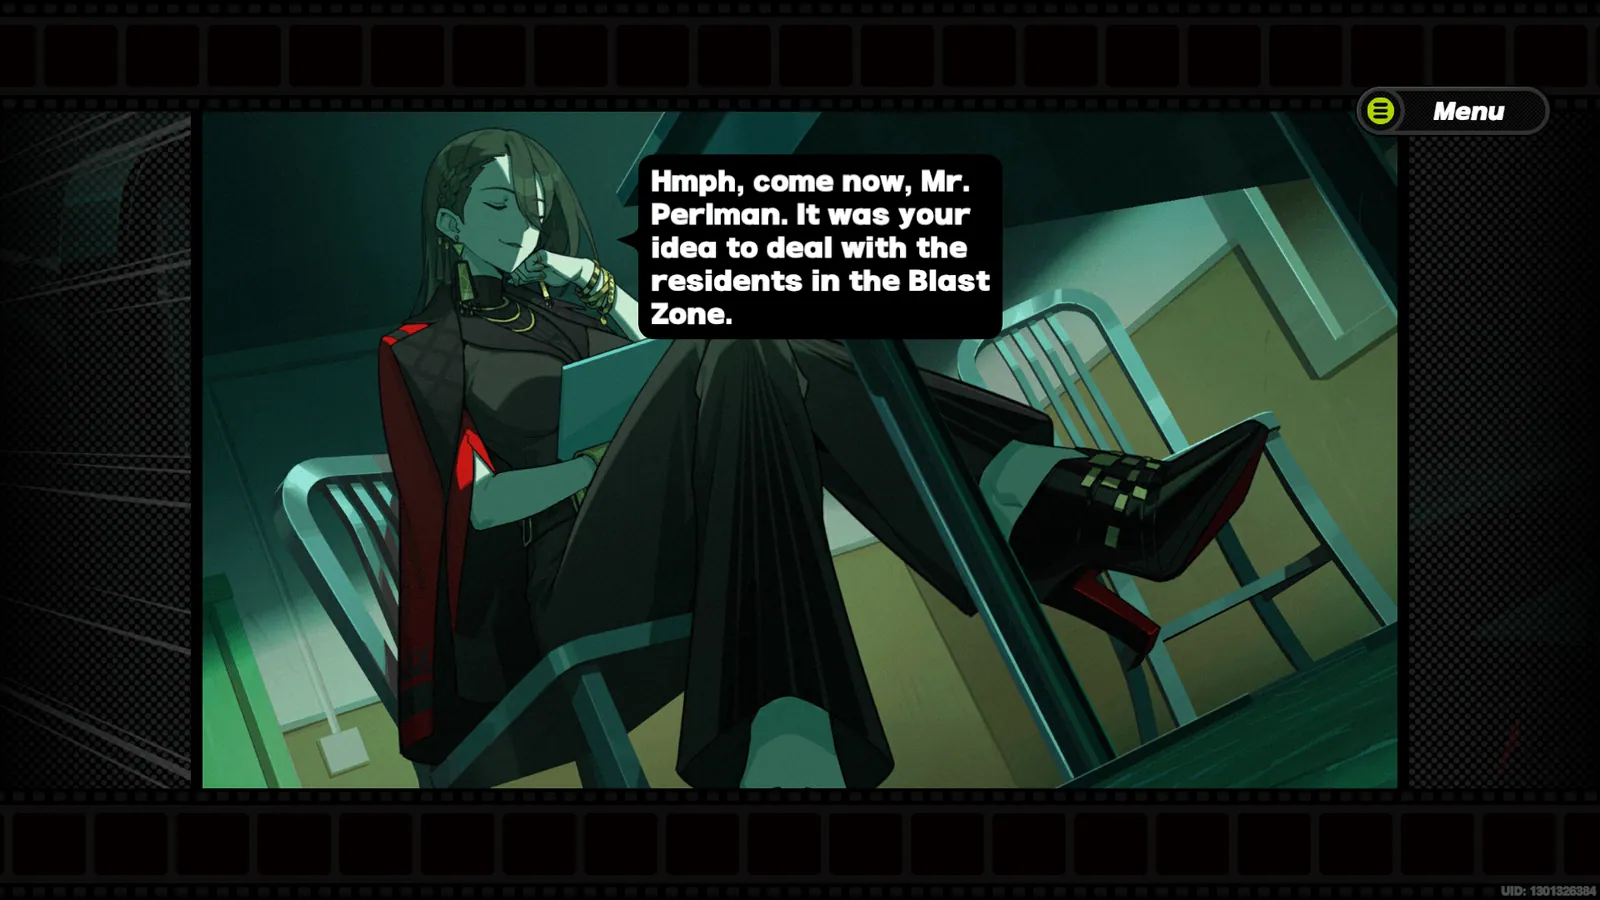 Menu
Hmph, come now, Mr.
Perlman. It was your
idea to deal with the
residents in the Blast
Zone.
UID: 1301326384